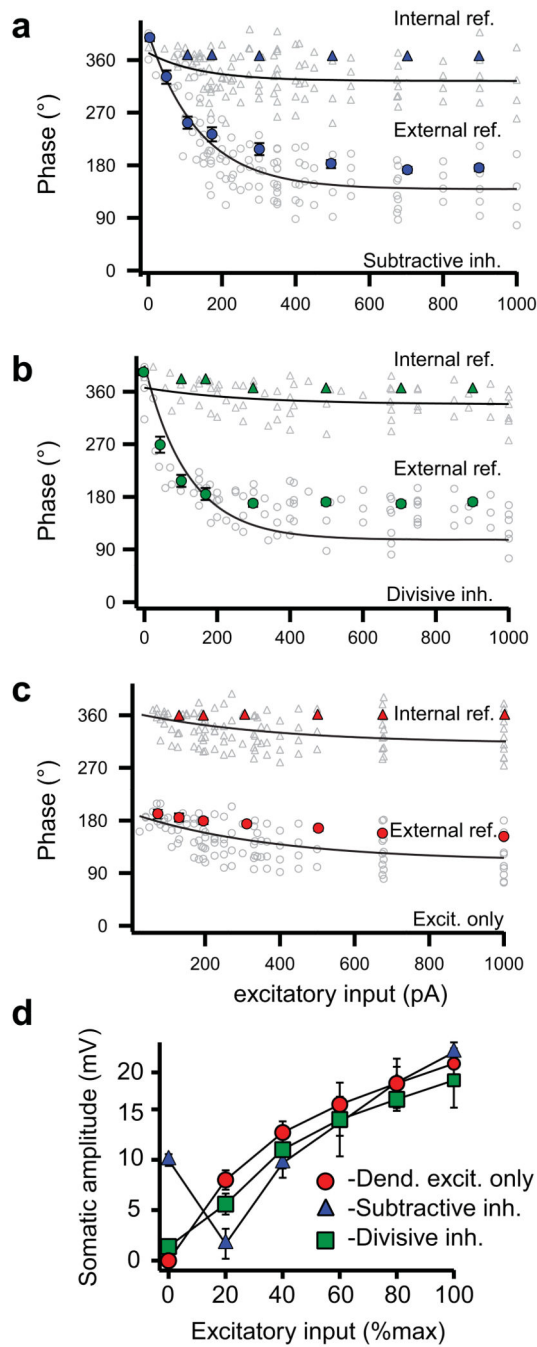 a
Internal ref.
360
270
External ref.
180
90
0
Phase (°)
Subtractive inh.
0 200 400 600 800 1000
b
Internal ref.
360
270
External ref.
180
90
0
Phase (°)
Divisive inh.
0 200 400 600 800 1000
c
360
Internal ref.
270
180
External ref.
90
0
Phase (°)
Excit. only
200 400 600 800 1000
excitatory input (pA)
d
20
15
10
5
0
Somatic amplitude (mV)
-Dend. excit. only
-Subtractive inh.
-Divisive inh.
0 20 40 60 80 100
Excitatory input (%max)